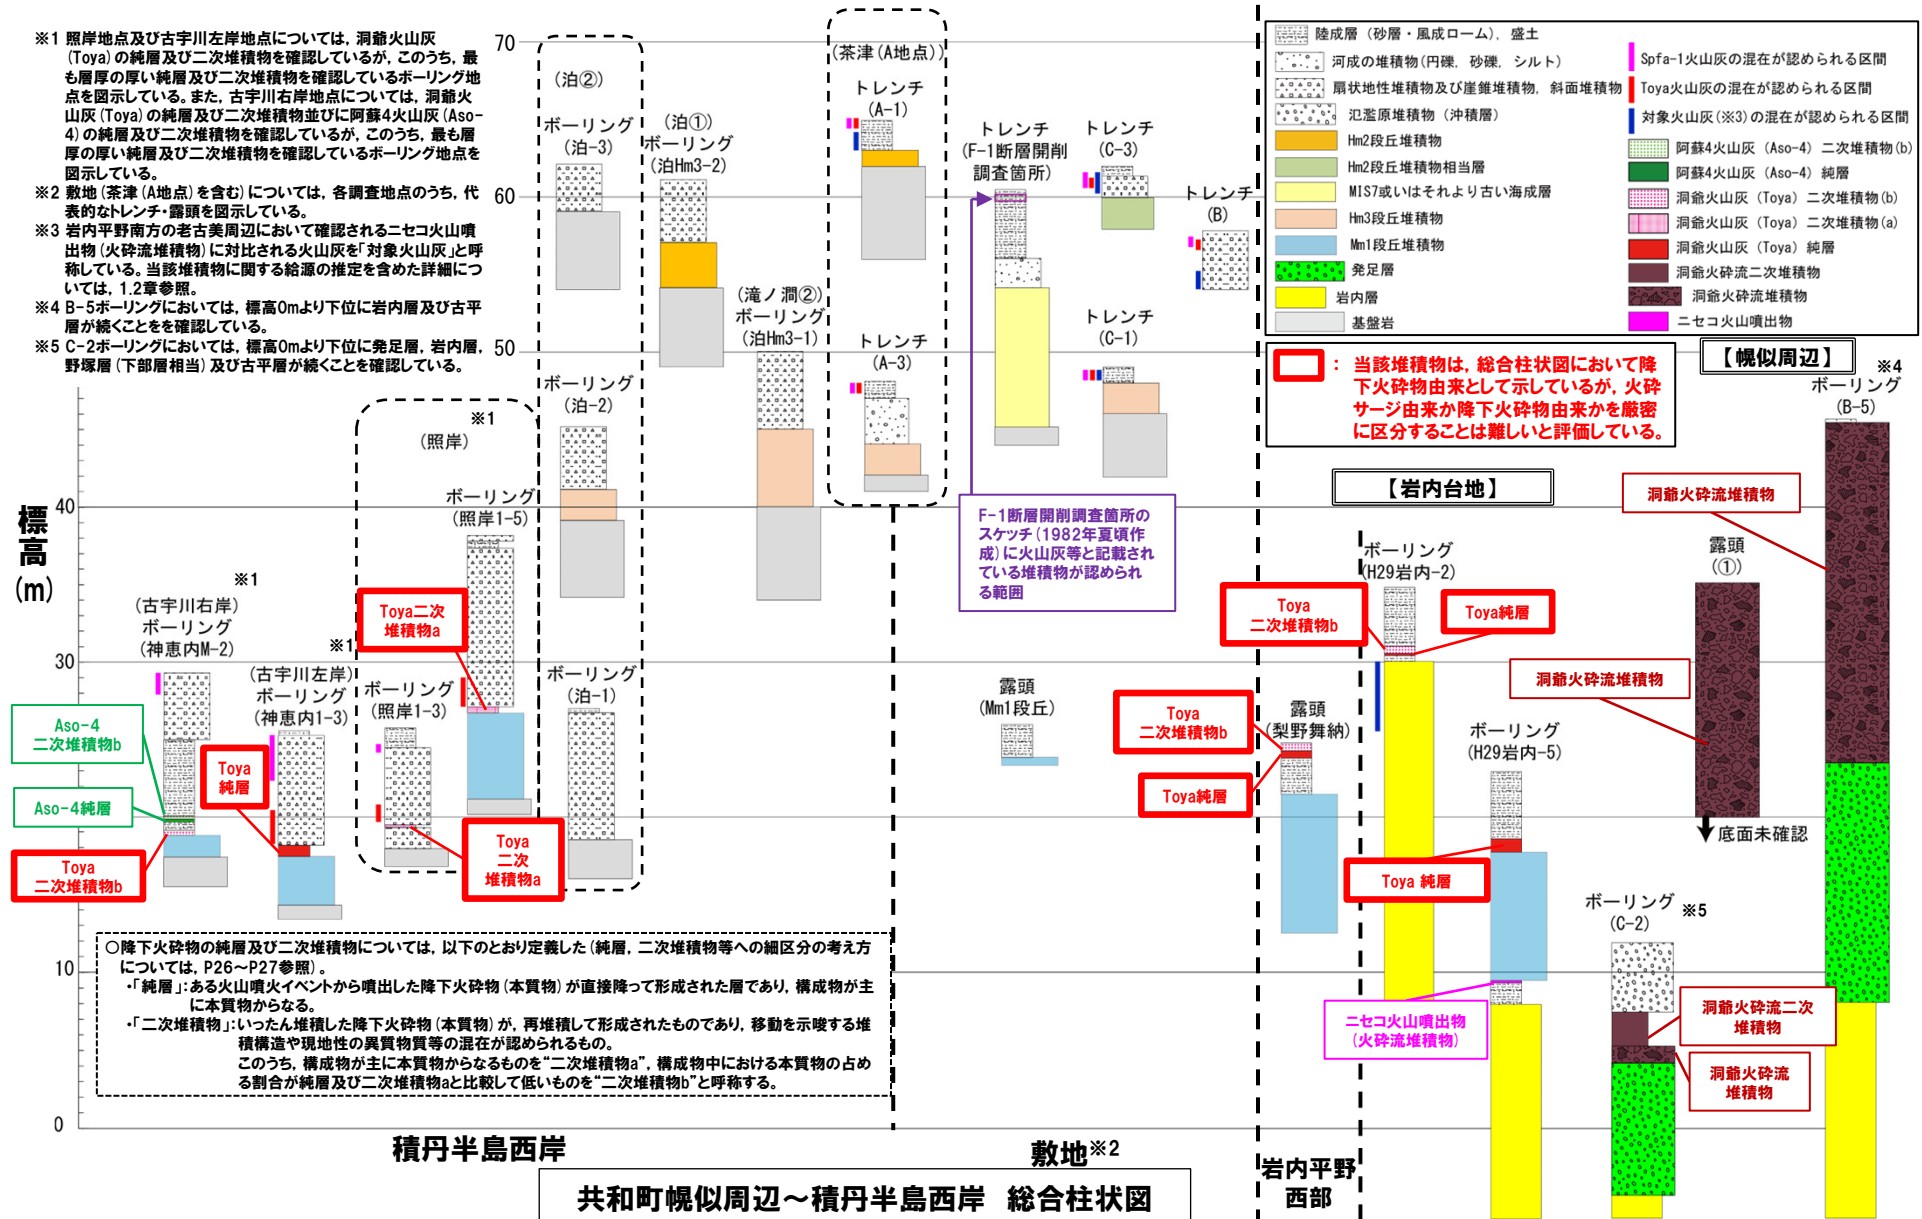 ※1 照岸地点及び古宇川左岸地点については，洞爺火山灰
(Toya)の純層及び二次堆積物を確認しているが，このうち，最
も層厚の厚い純層及び二次堆積物を確認しているボーリング地
点を図示している。また，古宇川右岸地点については，洞爺火
山灰(Toya)の純層及び二次堆積物並びに阿蘇4火山灰(Aso-
4)の純層及び二次堆積物を確認しているが，このうち，最も層
厚の厚い純層及び二次堆積物を確認しているボーリング地点を
図示している。
※2 敷地(茶津(A地点)を含む)については，各調査地点のうち，代
表的なトレンチ・露頭を図示している。
※3 岩内平野南方の老古美周辺において確認されるニセコ火山噴
出物(火砕流堆積物)に対比される火山灰を「対象火山灰」と呼
称している。当該堆積物に関する給源の推定を含めた詳細につ
いては，1.2章参照。
※4 B-5ボーリングにおいては，標高0mより下位に岩内層及び古平
層が続くことをを確認している。
※5 C-2ボーリングにおいては，標高0mより下位に発足層，岩内層，
野塚層(下部層相当)及び古平層が続くことを確認している。
標高
(m)
70
60
50
40
30
10
0
(泊②)
ボーリング
(泊-3)
(泊①)
ボーリング
(泊Hm3-2)
(滝ノ澗②)
ボーリング
(泊Hm3-1)
ボーリング
(泊-2)
ボーリング
(泊-1)
(茶津(A地点))
トレンチ
(A-1)
トレンチ
(A-3)
トレンチ
(F-1断層開削
調査箇所)
トレンチ
(C-3)
トレンチ
(B)
トレンチ
(C-1)
F-1断層開削調査箇所の
スケッチ(1982年夏頃作
成)に火山灰等と記載され
ている堆積物が認められ
る範囲
露頭
(Mm1段丘)
※1
(照岸)
ボーリング
(照岸1-5)
Toya二次
堆積物a
ボーリング
(照岸1-3)
Toya
二次
堆積物a
※1
(古宇川右岸)
ボーリング
(神恵内M-2)
※1
(古宇川左岸)
ボーリング
(神恵内1-3)
Aso-4
二次堆積物b
Aso-4純層
Toya
二次堆積物b
Toya
純層
陸成層（砂層・風成ローム），盛土
河成の堆積物(円礫，砂礫，シルト)
扇状地性堆積物及び崖錐堆積物，斜面堆積物
氾濫原堆積物（沖積層）
Hm2段丘堆積物
Hm2段丘堆積物相当層
MIS7或いはそれより古い海成層
Hm3段丘堆積物
Mm1段丘堆積物
発足層
岩内層
基盤岩
Spfa-1火山灰の混在が認められる区間
Toya火山灰の混在が認められる区間
対象火山灰(※3)の混在が認められる区間
阿蘇4火山灰（Aso-4）二次堆積物(b)
阿蘇4火山灰（Aso-4）純層
洞爺火山灰（Toya）二次堆積物(b)
洞爺火山灰（Toya）二次堆積物(a)
洞爺火山灰（Toya）純層
洞爺火砕流二次堆積物
洞爺火砕流堆積物
ニセコ火山噴出物
：当該堆積物は，総合柱状図において降
下火砕物由来として示しているが，火砕
サージ由来か降下火砕物由来かを厳密
に区分することは難しいと評価している。
【幌似周辺】
※4
ボーリング
(B-5)
【岩内台地】
洞爺火砕流堆積物
露頭
(①)
洞爺火砕流堆積物
底面未確認
ボーリング
(H29岩内-2)
Toya
二次堆積物b
Toya純層
露頭
(梨野舞納)
Toya
二次堆積物b
Toya純層
ボーリング
(H29岩内-5)
Toya 純層
ニセコ火山噴出物
(火砕流堆積物)
ボーリング
(C-2)
※5
洞爺火砕流二次
堆積物
洞爺火砕流
堆積物
○降下火砕物の純層及び二次堆積物については，以下のとおり定義した(純層，二次堆積物等への細区分の考え方
については，P26～P27参照)。
・「純層」：ある火山噴火イベントから噴出した降下火砕物(本質物)が直接降って形成された層であり，構成物が主
に本質物からなる。
・「二次堆積物」：いったん堆積した降下火砕物(本質物)が，再堆積して形成されたものであり，移動を示唆する堆
積構造や現地性の異質物質等の混在が認められるもの。
このうち，構成物が主に本質物からなるものを“二次堆積物a”，構成物中における本質物の占め
る割合が純層及び二次堆積物aと比較して低いものを“二次堆積物b”と呼称する。
積丹半島西岸
敷地※2
岩内平野
西部
共和町幌似周辺～積丹半島西岸 総合柱状図